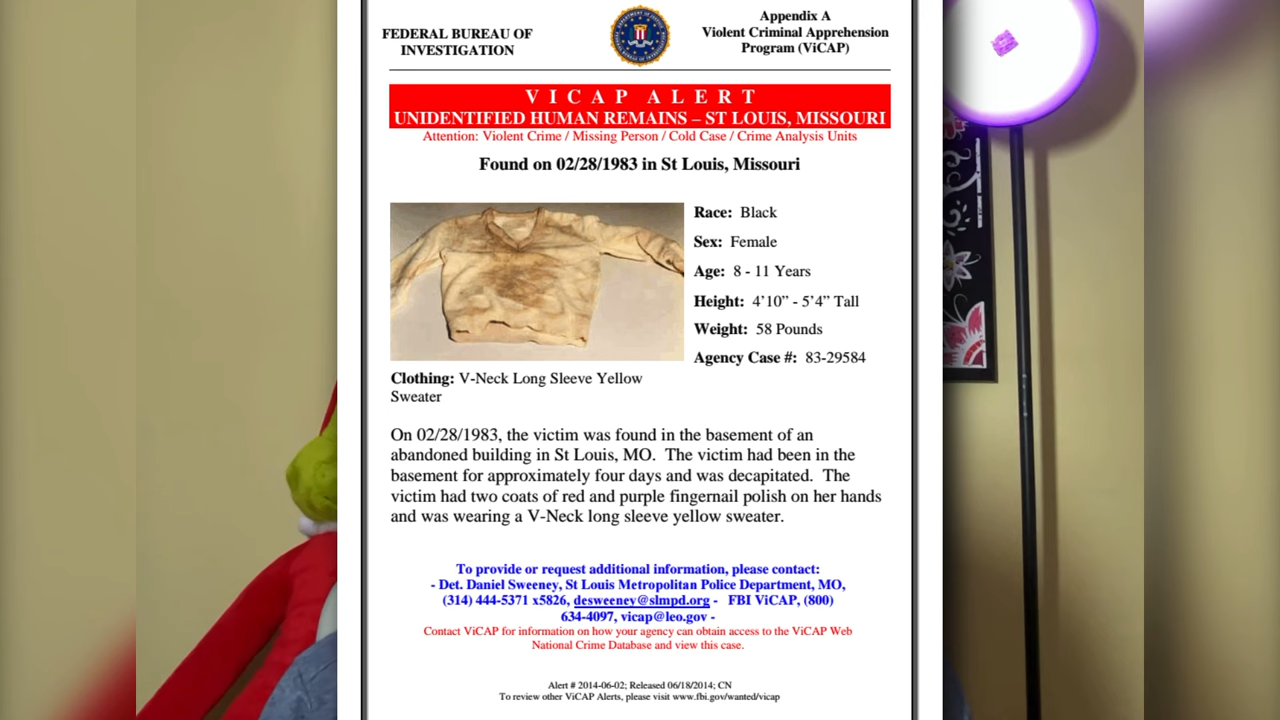 FEDERAL BUREAU OF
INVESTIGATION
Appendix A
Violent Criminal Apprehension
Program (ViCAP)
VICAP ALERT
UNIDENTIFIED HUMAN REMAINS – ST LOUIS, MISSOURI
Attention: Violent Crime / Missing Person / Cold Case / Crime Analysis Units
Found on 02/28/1983 in St Louis, Missouri
Race: Black
Sex: Female
Age: 8 - 11 Years
Height: 4’10” - 5’4” Tall
Weight: 58 Pounds
Agency Case #: 83-29584
Clothing: V-Neck Long Sleeve Yellow
Sweater
On 02/28/1983, the victim was found in the basement of an
abandoned building in St Louis, MO. The victim had been in the
basement for approximately four days and was decapitated. The
victim had two coats of red and purple fingernail polish on her hands
and was wearing a V-Neck long sleeve yellow sweater.
To provide or request additional information, please contact:
- Det. Daniel Sweeney, St Louis Metropolitan Police Department, MO,
(314) 444-5371 x5826, desweeney@slmpd.org - FBI ViCAP, (800)
634-4097, vicap@leo.gov -
Contact ViCAP for information on how your agency can obtain access to the ViCAP Web
National Crime Database and view this case.
Alert # 2014-06-02; Released 06/18/2014; CN
To review other ViCAP Alerts, please visit www.fbi.gov/wanted/vicap